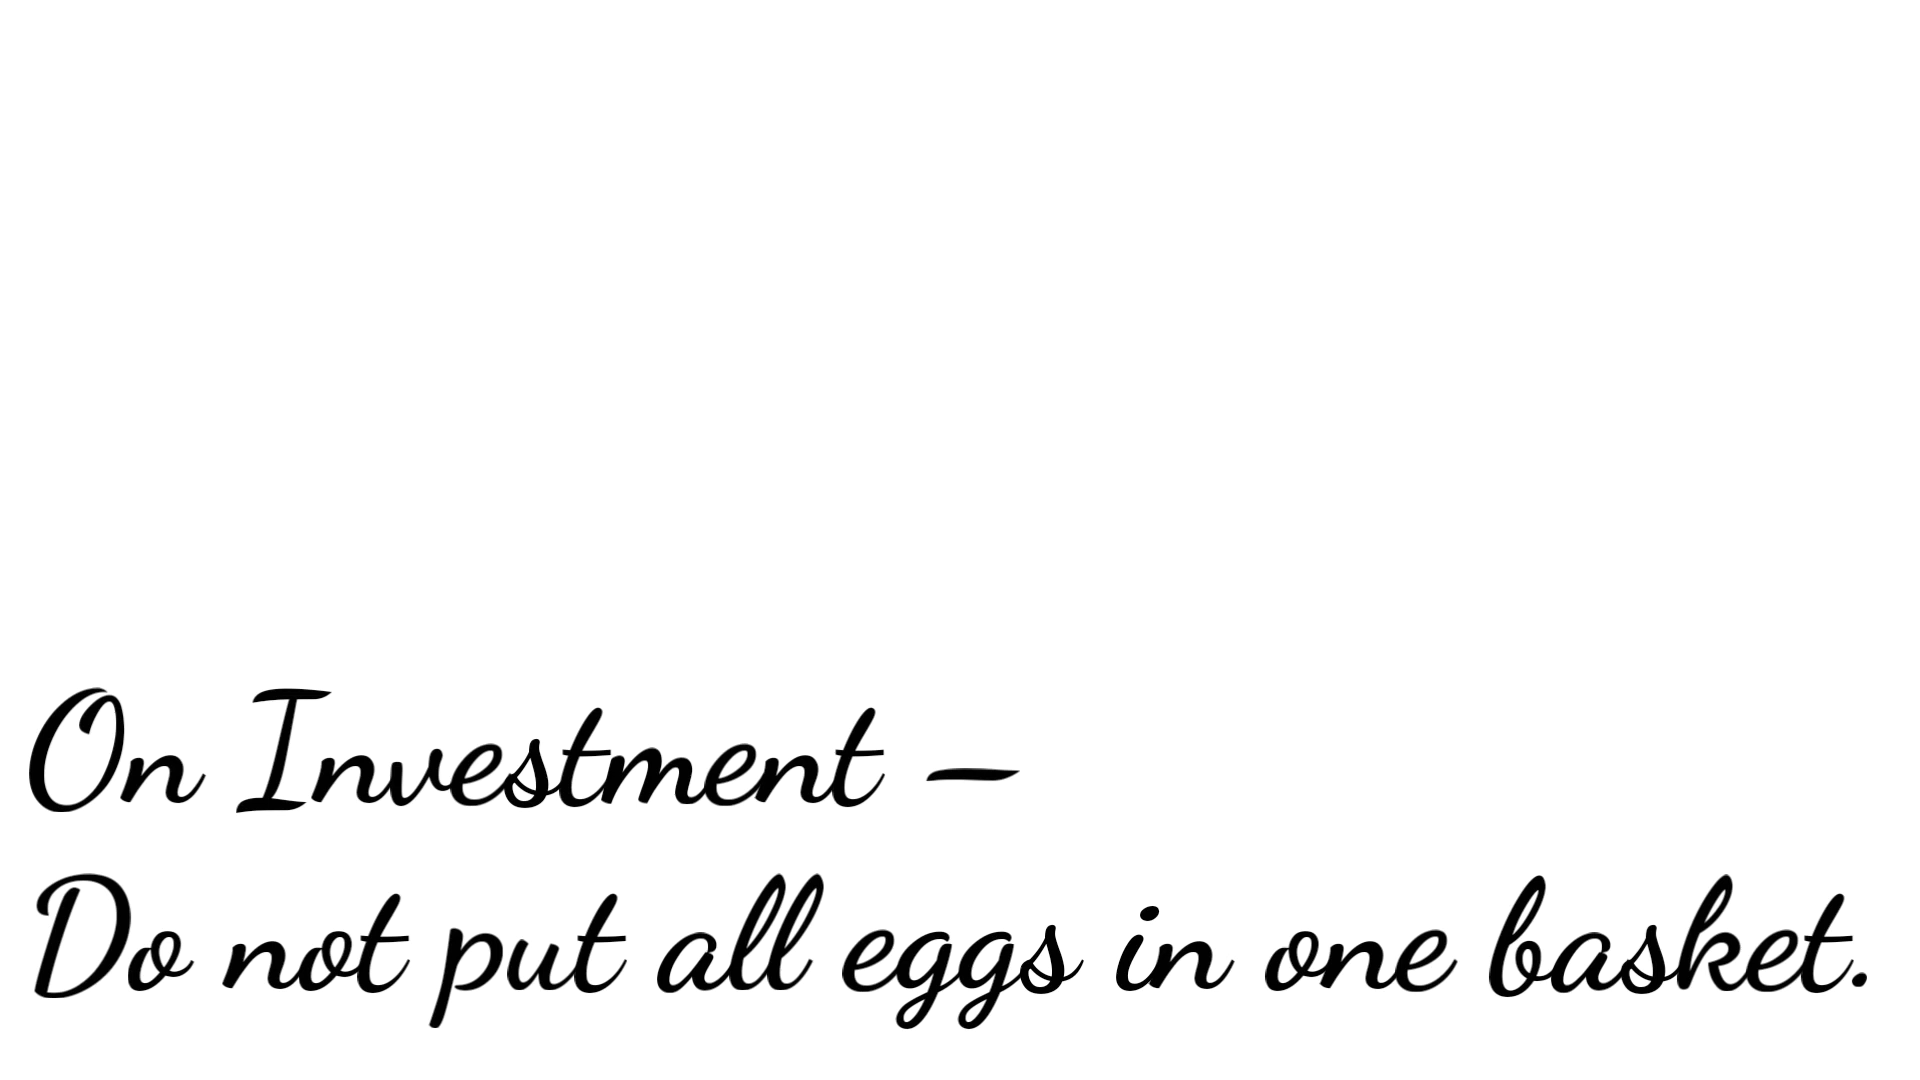 On Investment –
Do not put all eggs in one basket.